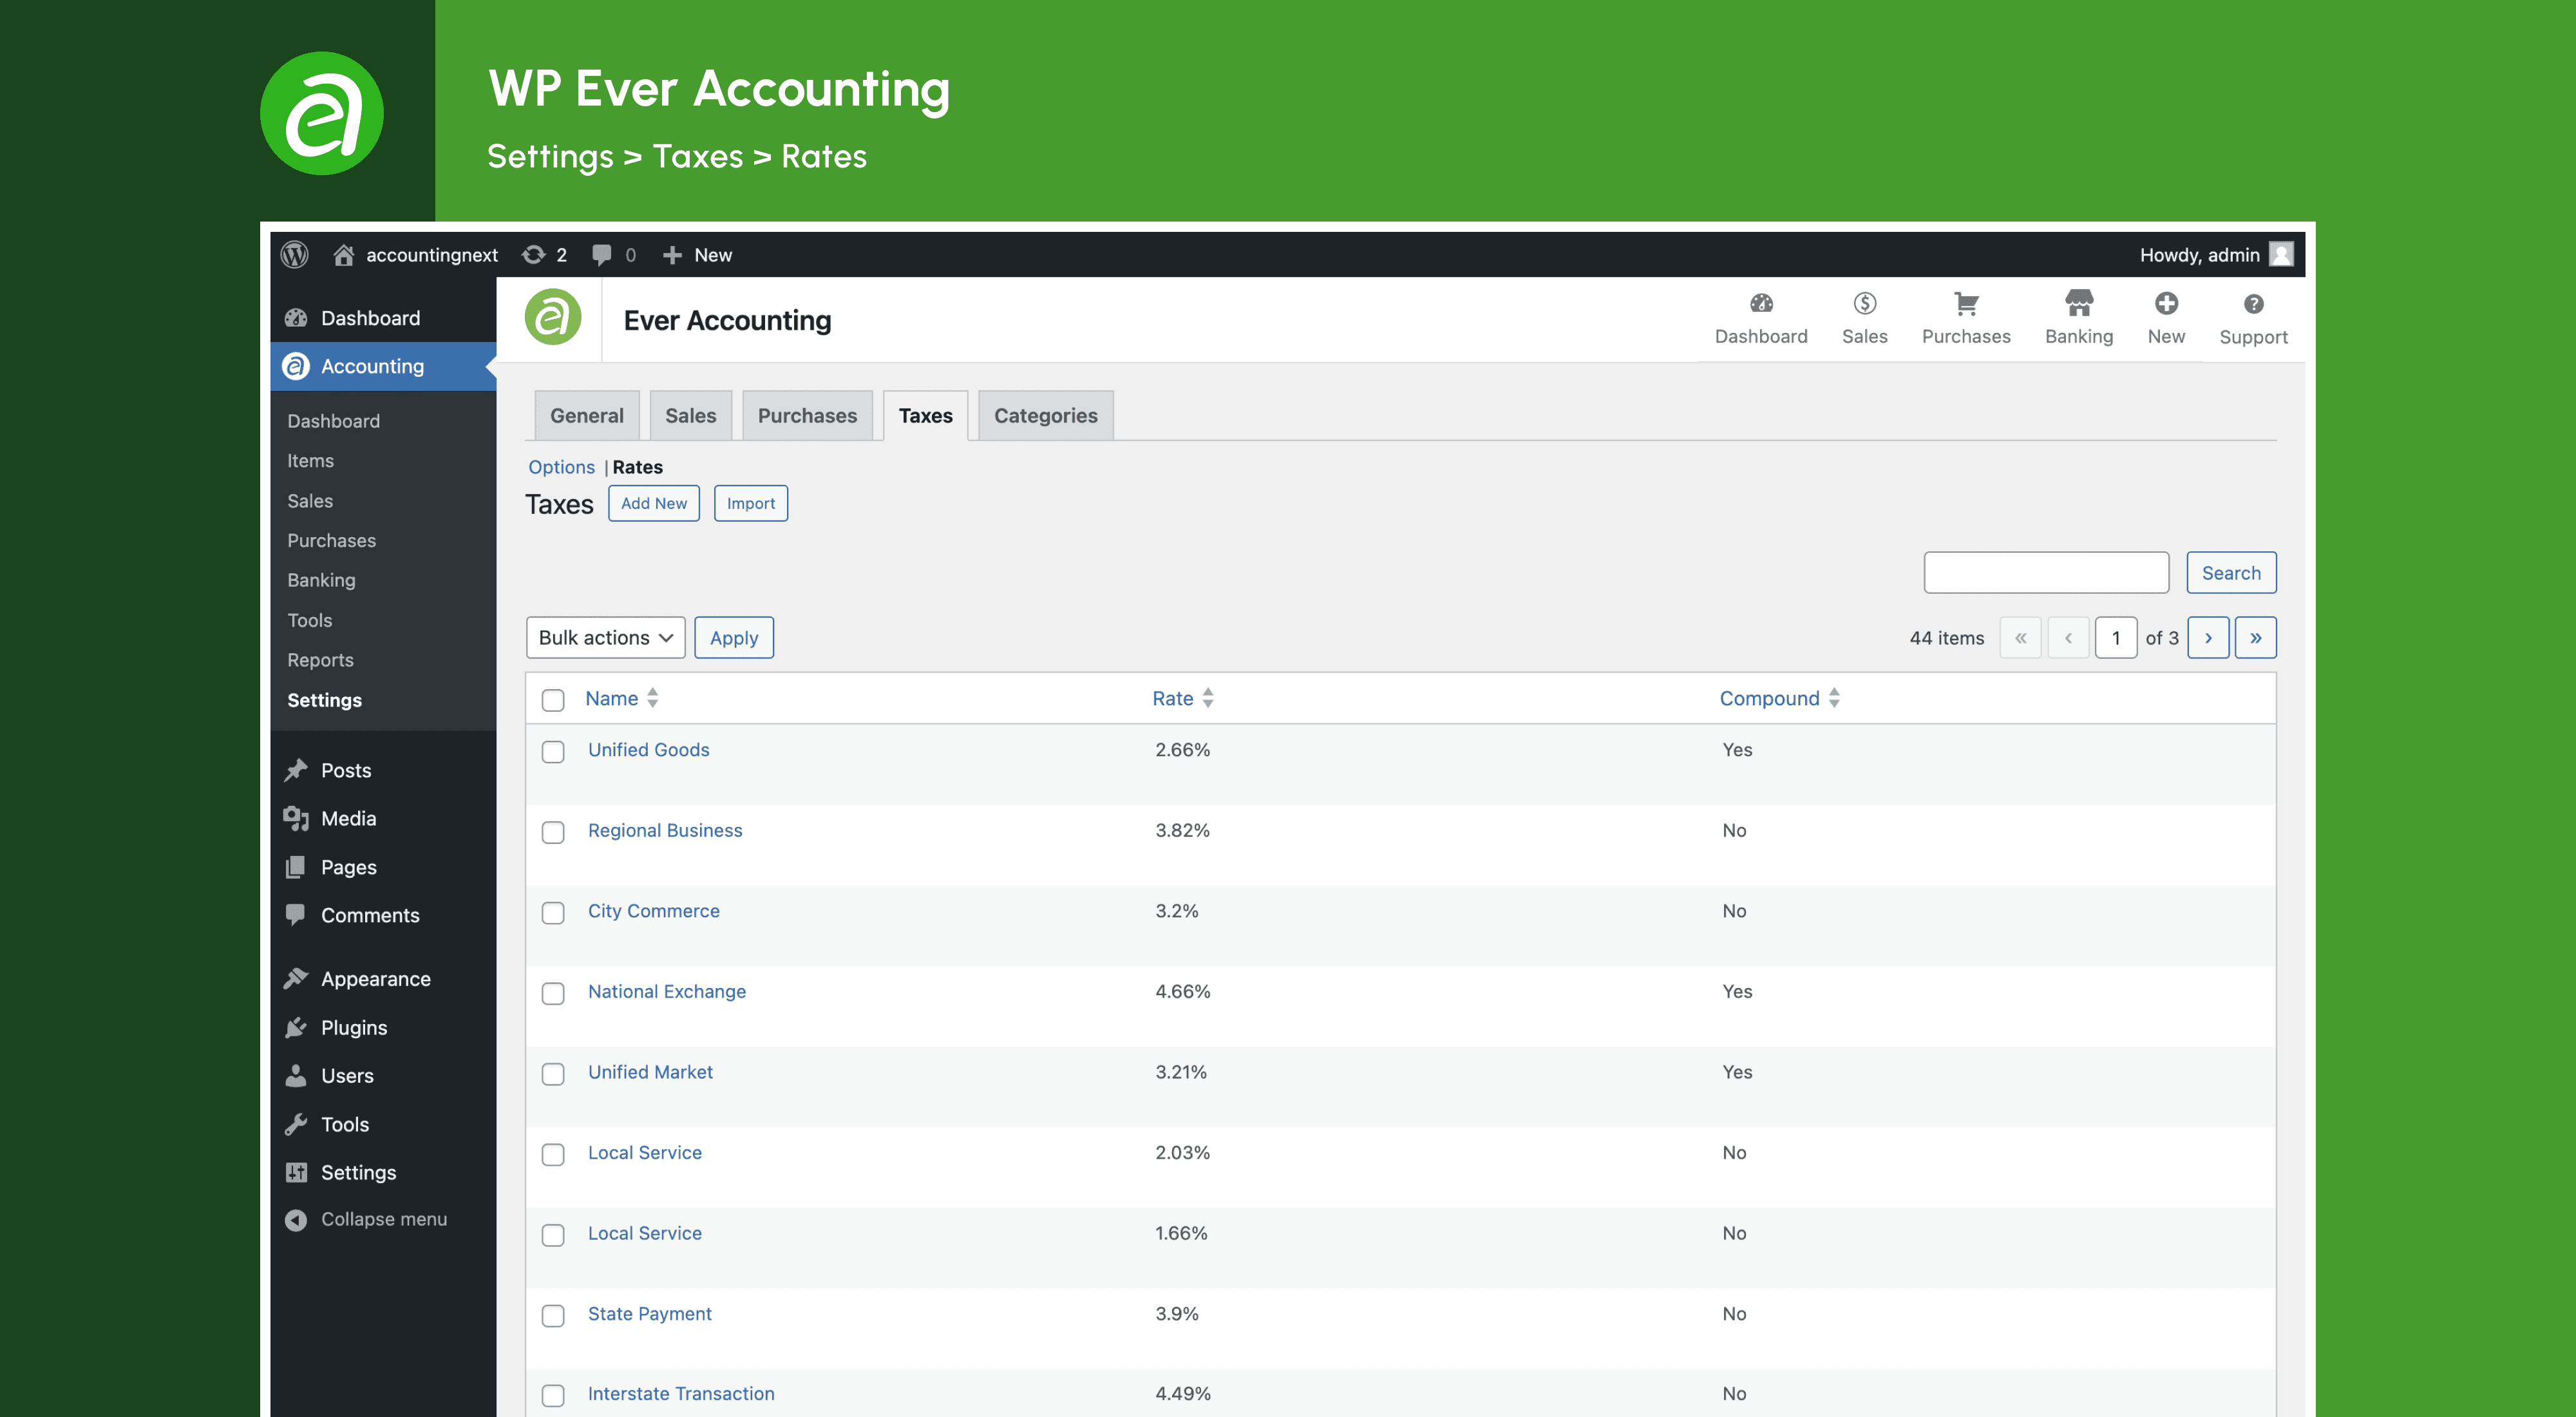 WP Ever Accounting
Settings > Taxes > Rates
accountingnext 2 0 + New Howdy, admin
Dashboard
Accounting
Dashboard
Items
Sales
Purchases
Banking
Tools
Reports
Settings
Posts
Media
Pages
Comments
Appearance
Plugins
Users
Tools
Settings
Collapse menu
Ever Accounting
Dashboard Sales Purchases Banking New Support
General Sales Purchases Taxes Categories
Options | Rates
Taxes Add New Import
Search
Bulk actions Apply 44 items « ‹ 1 of 3 › »
Name Rate Compound
Unified Goods 2.66% Yes
Regional Business 3.82% No
City Commerce 3.2% No
National Exchange 4.66% Yes
Unified Market 3.21% Yes
Local Service 2.03% No
Local Service 1.66% No
State Payment 3.9% No
Interstate Transaction 4.49% No